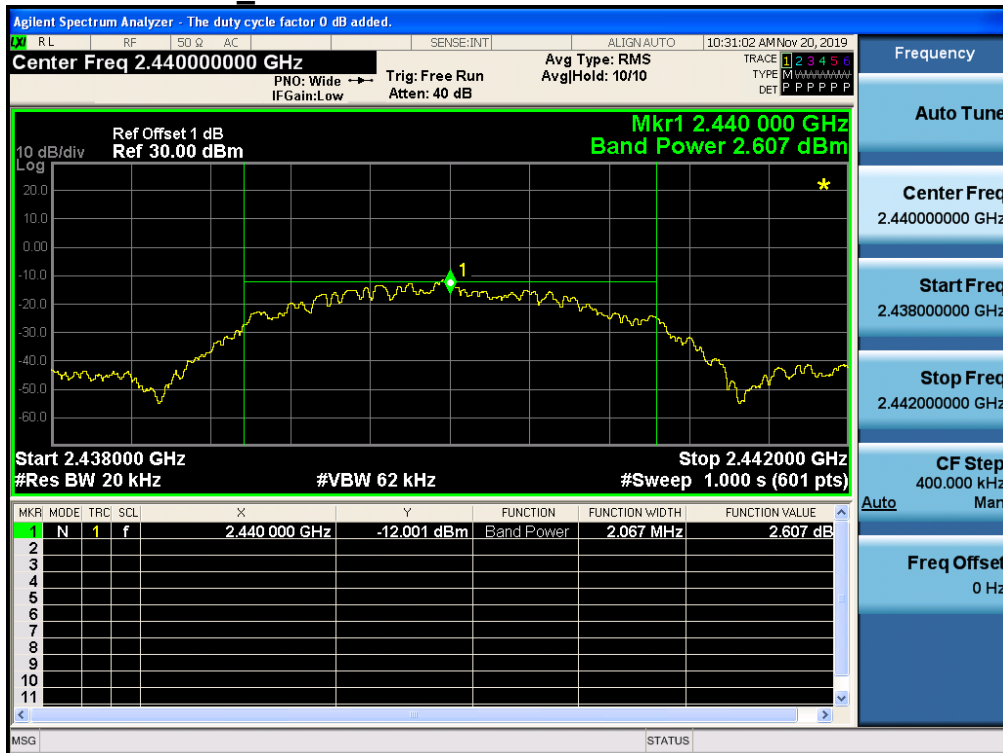 Agilent Spectrum Analyzer - The duty cycle factor 0 dB added.
LXI RL RF 50 Ω AC SENSE:INT ALIGNAUTO 10:31:02 AMNov 20, 2019
Center Freq 2.440000000 GHz
PNO: Wide
IFGain:Low
Trig: Free Run
Atten: 40 dB
Avg Type: RMS
Avg|Hold: 10/10
TRACE 1 2 3 4 5 6
TYPE M
DET P P P P P P
Mkr1 2.440 000 GHz
Band Power 2.607 dBm
Ref Offset 1 dB
10 dB/div Ref 30.00 dBm
Log
20.0
10.0
0.00
-10.0
-20.0
-30.0
-40.0
-50.0
-60.0
1
*
Start 2.438000 GHz Stop 2.442000 GHz
#Res BW 20 kHz #VBW 62 kHz #Sweep 1.000 s (601 pts)
MKR MODE TRC SCL X Y FUNCTION FUNCTION WIDTH FUNCTION VALUE
1 N 1 f 2.440 000 GHz -12.001 dBm Band Power 2.067 MHz 2.607 dB
2
3
4
5
6
7
8
9
10
11
MSG STATUS
Frequency
Auto Tune
Center Freq
2.440000000 GHz
Start Freq
2.438000000 GHz
Stop Freq
2.442000000 GHz
CF Step
400.000 kHz
Auto Man
Freq Offset
0 Hz